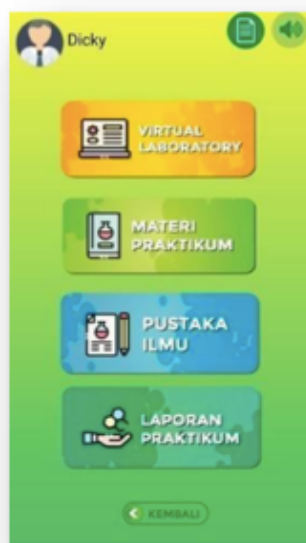 Dicky
VIRTUAL
LABORATORY
MATERI
PRAKTIKUM
PUSTAKA
ILMU
LAPORAN
PRAKTIKUM
KEMBALI